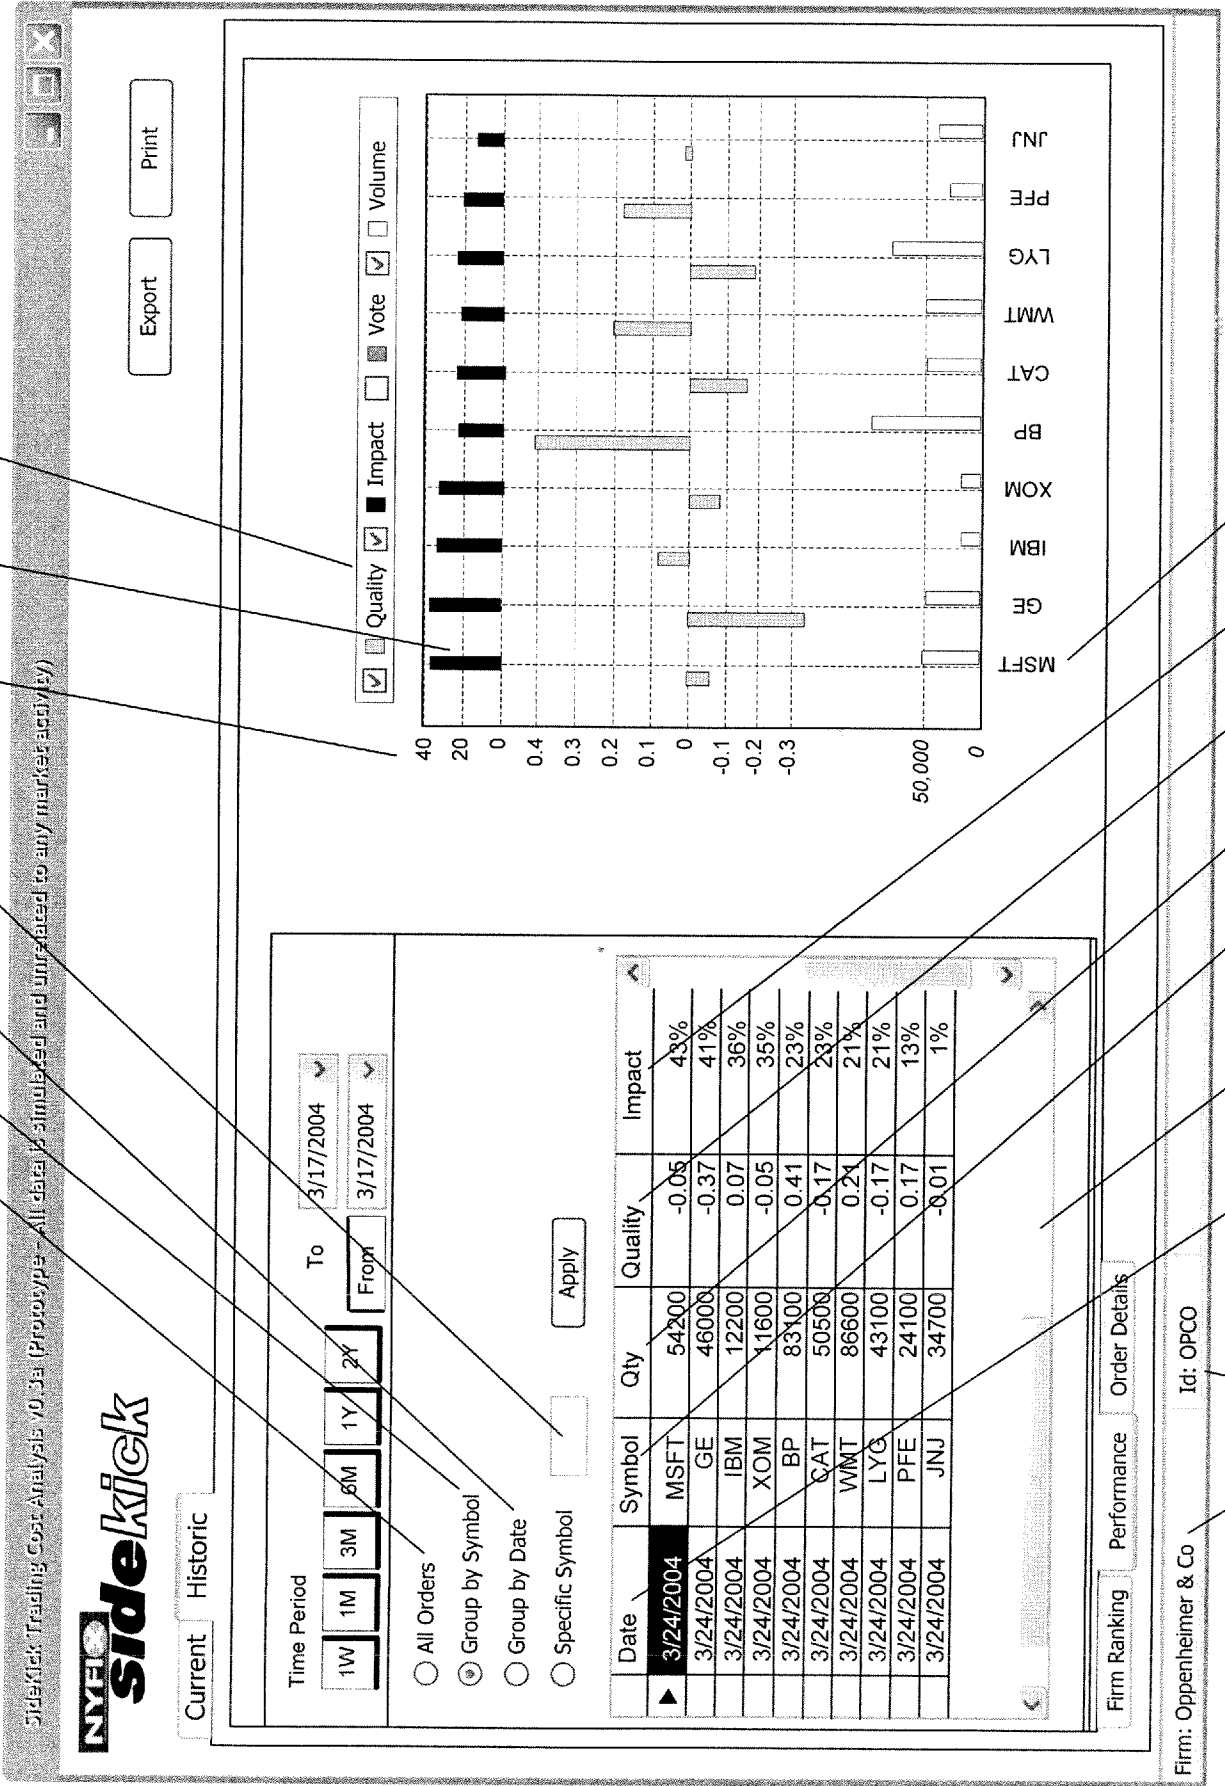 SideKick Trading Cost Analysis v0.3a (Prototype - All data is simulated and unrelated to any market activity)
NYFIX
Sidekick
Export Print
Current Historic
Time Period
1W 1M 3M 6M 1Y 2Y
To 3/17/2004
From 3/17/2004
All Orders
Group by Symbol
Group by Date
Specific Symbol
Apply
Date Symbol Qty Quality Impact
3/24/2004 MSFT 54200 -0.05 43%
3/24/2004 GE 46000 -0.37 41%
3/24/2004 IBM 12200 0.07 36%
3/24/2004 XOM 11600 -0.05 35%
3/24/2004 BP 83100 0.41 23%
3/24/2004 CAT 50500 -0.17 23%
3/24/2004 WMT 86600 0.21 21%
3/24/2004 LYG 43100 -0.17 21%
3/24/2004 PFE 24100 0.17 13%
3/24/2004 JNJ 34700 -0.01 1%
Quality Impact Vote Volume
40
20
0
0.4
0.3
0.2
0.1
0
-0.1
-0.2
-0.3
50,000
0
MSFT GE IBM XOM BP CAT WMT LYG PFE JNJ
Firm Ranking Performance Order Details
Firm: Oppenheimer & Co Id: OPCO